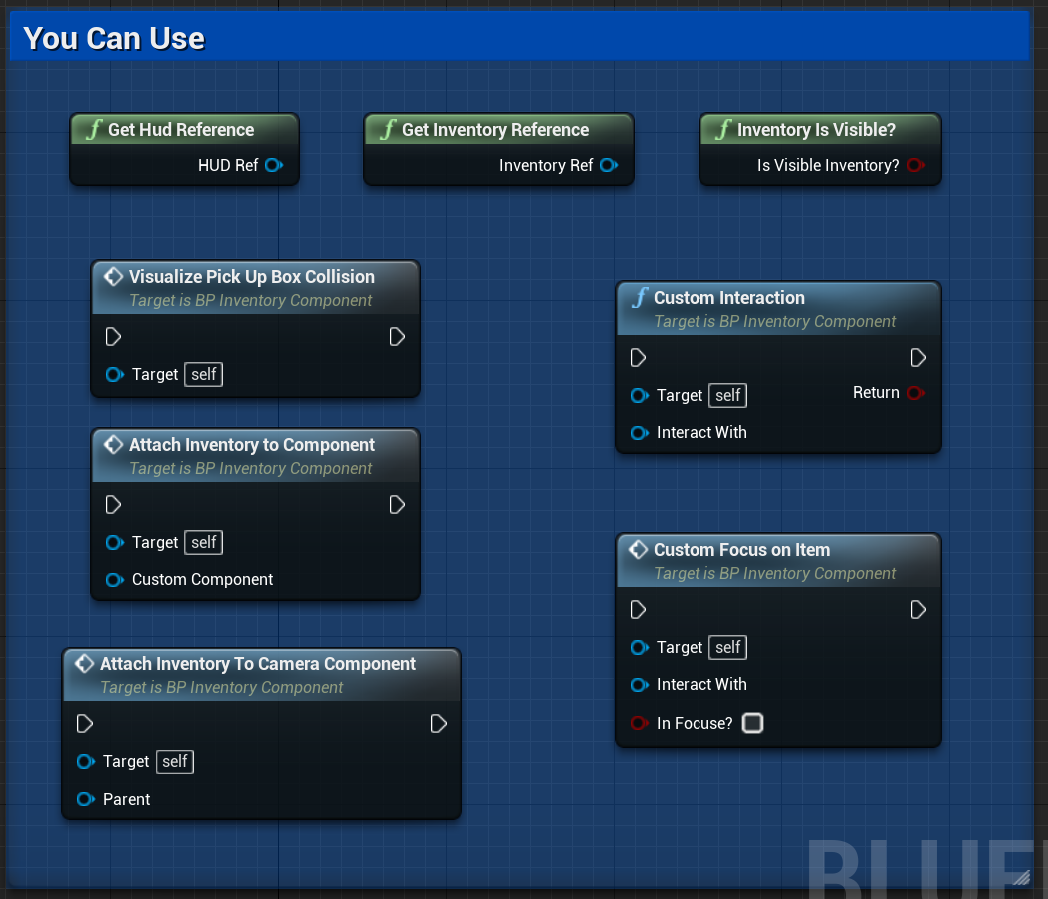 You Can Use
f Get Hud Reference
HUD Ref
f Get Inventory Reference
Inventory Ref
f Inventory Is Visible?
Is Visible Inventory?
Visualize Pick Up Box Collision
Target is BP Inventory Component
Target self
Attach Inventory to Component
Target is BP Inventory Component
Target self
Custom Component
Attach Inventory To Camera Component
Target is BP Inventory Component
Target self
Parent
f Custom Interaction
Target is BP Inventory Component
Target self
Return
Interact With
Custom Focus on Item
Target is BP Inventory Component
Target self
Interact With
In Focuse?